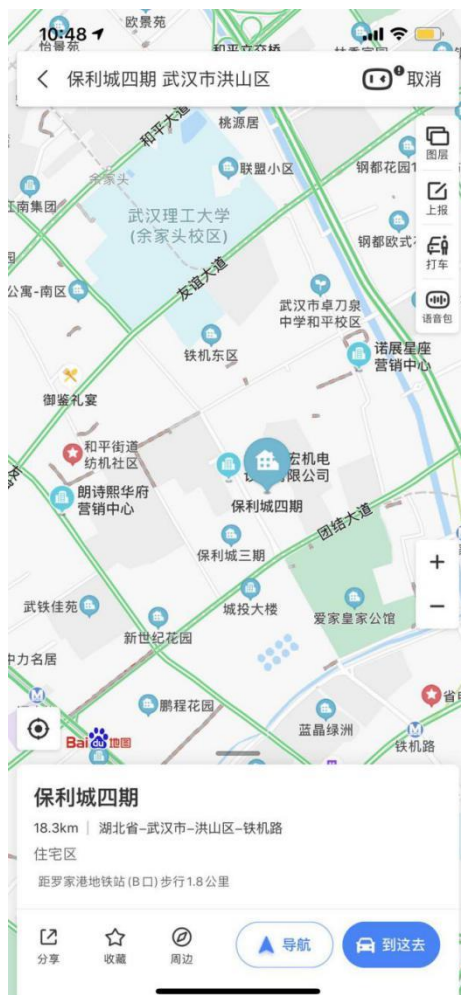 欧景苑
10:48
怡景苑
和平立交桥
保利城四期 武汉市洪山区
取消
桃源居
和平大道
图层
联盟小区
余家头
上报
江南集团
武汉理工大学
(余家头校区)
钢都欧式
打车
友谊大道
公寓-南区
武汉市卓刀泉
中学和平校区
语音包
铁机东区
诺展星座
营销中心
御鉴礼宴
和平街道
纺机社区
宏机电
限公司
朗诗熙华府
营销中心
保利城四期
团结大道
保利城三期
武铁佳苑
城投大楼
爱家皇家公馆
新世纪花园
中力名居
鹏程花园
蓝晶绿洲
铁机路
Bai du 地图
保利城四期
18.3km 湖北省-武汉市-洪山区-铁机路
住宅区
距罗家港地铁站(B口)步行1.8公里
分享
收藏
周边
导航
到这去